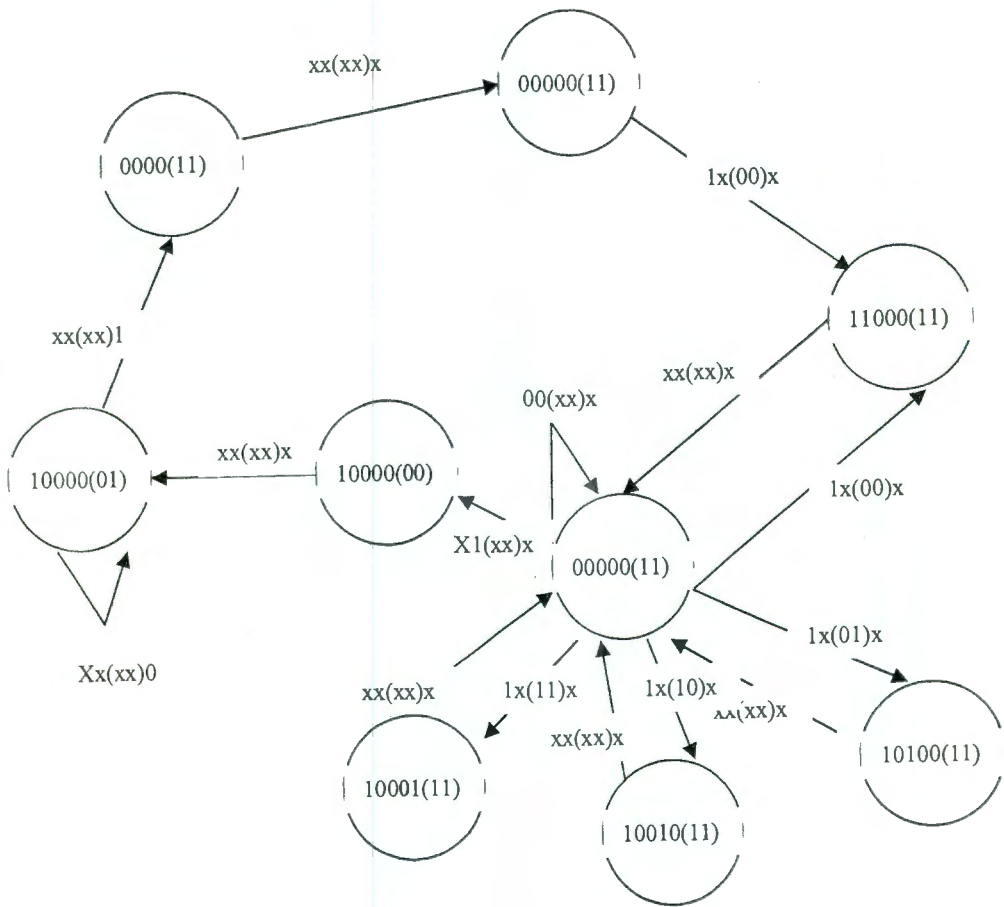 xx(xx)x
00000(11)
0000(11)
1x(00)x
11000(11)
xx(xx)1
xx(xx)x
00(xx)x
xx(xx)x
10000(01)
10000(00)
1x(00)x
X1(xx)x
00000(11)
1x(01)x
Xx(xx)0
xx(xx)x
1x(11)x
1x(10)x
xx(xx)x
xx(xx)x
10100(11)
10001(11)
10010(11)